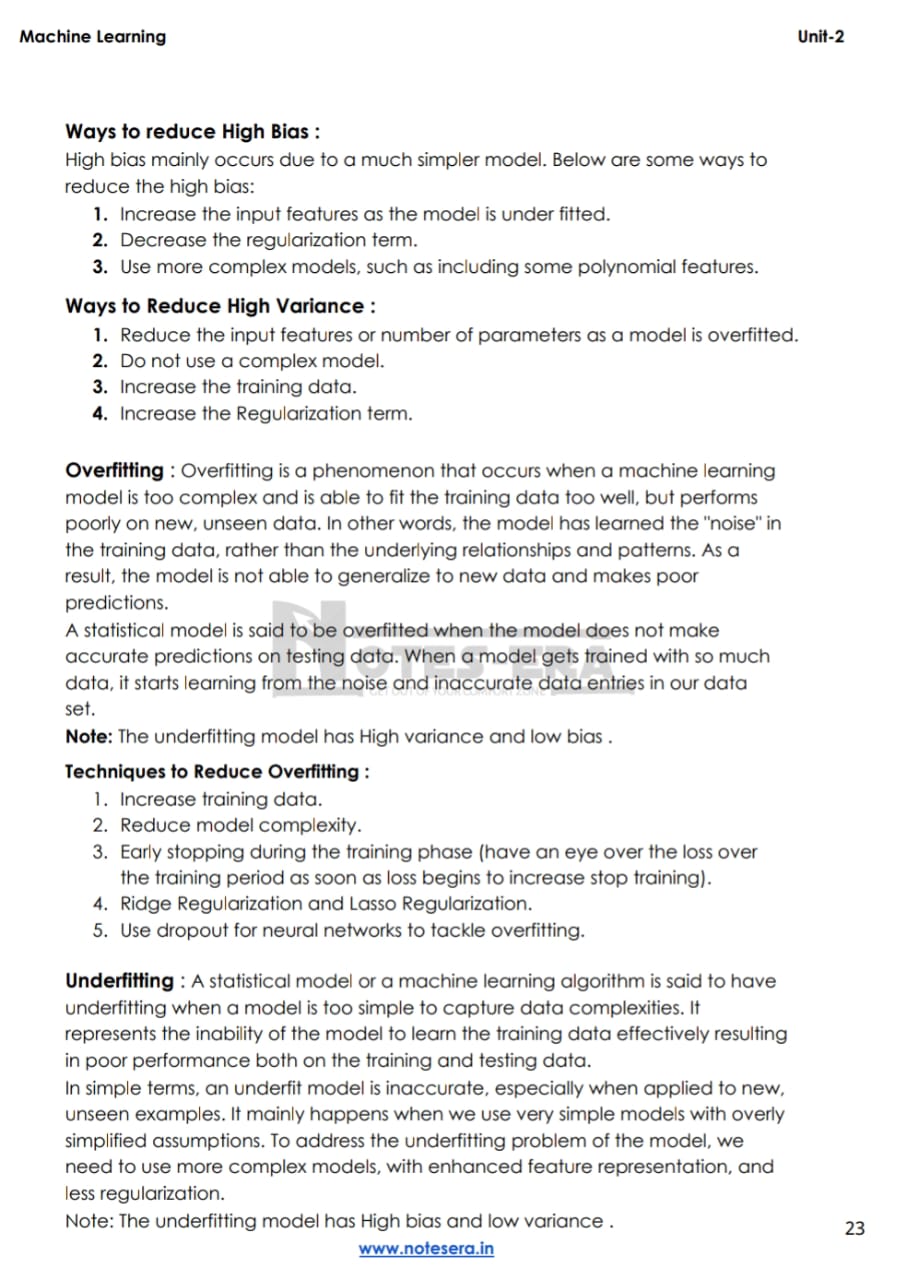 Machine Learning Unit-2
Ways to reduce High Bias :
High bias mainly occurs due to a much simpler model. Below are some ways to
reduce the high bias:
1. Increase the input features as the model is under fitted.
2. Decrease the regularization term.
3. Use more complex models, such as including some polynomial features.
Ways to Reduce High Variance :
1. Reduce the input features or number of parameters as a model is overfitted.
2. Do not use a complex model.
3. Increase the training data.
4. Increase the Regularization term.
Overfitting : Overfitting is a phenomenon that occurs when a machine learning
model is too complex and is able to fit the training data too well, but performs
poorly on new, unseen data. In other words, the model has learned the "noise" in
the training data, rather than the underlying relationships and patterns. As a
result, the model is not able to generalize to new data and makes poor
predictions.
A statistical model is said to be overfitted when the model does not make
accurate predictions on testing data. When a model gets trained with so much
data, it starts learning from the noise and inaccurate data entries in our data
set.
NOTES-ERA
Note: The underfitting model has High variance and low bias .
Techniques to Reduce Overfitting :
1. Increase training data.
2. Reduce model complexity.
3. Early stopping during the training phase (have an eye over the loss over
the training period as soon as loss begins to increase stop training).
4. Ridge Regularization and Lasso Regularization.
5. Use dropout for neural networks to tackle overfitting.
Underfitting : A statistical model or a machine learning algorithm is said to have
underfitting when a model is too simple to capture data complexities. It
represents the inability of the model to learn the training data effectively resulting
in poor performance both on the training and testing data.
In simple terms, an underfit model is inaccurate, especially when applied to new,
unseen examples. It mainly happens when we use very simple models with overly
simplified assumptions. To address the underfitting problem of the model, we
need to use more complex models, with enhanced feature representation, and
less regularization.
Note: The underfitting model has High bias and low variance .
23
www.notesera.in